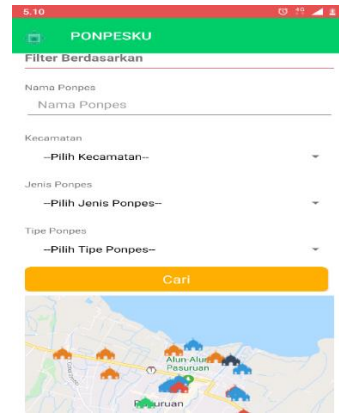 5.10
PONPESKU
Filter Berdasarkan
Nama Ponpes
Nama Ponpes
Kecamatan
--Pilih Kecamatan--
Jenis Ponpes
--Pilih Jenis Ponpes--
Tipe Ponpes
--Pilih Tipe Ponpes--
Cari
Alun-Alun
Pasuruan
Pasuruan